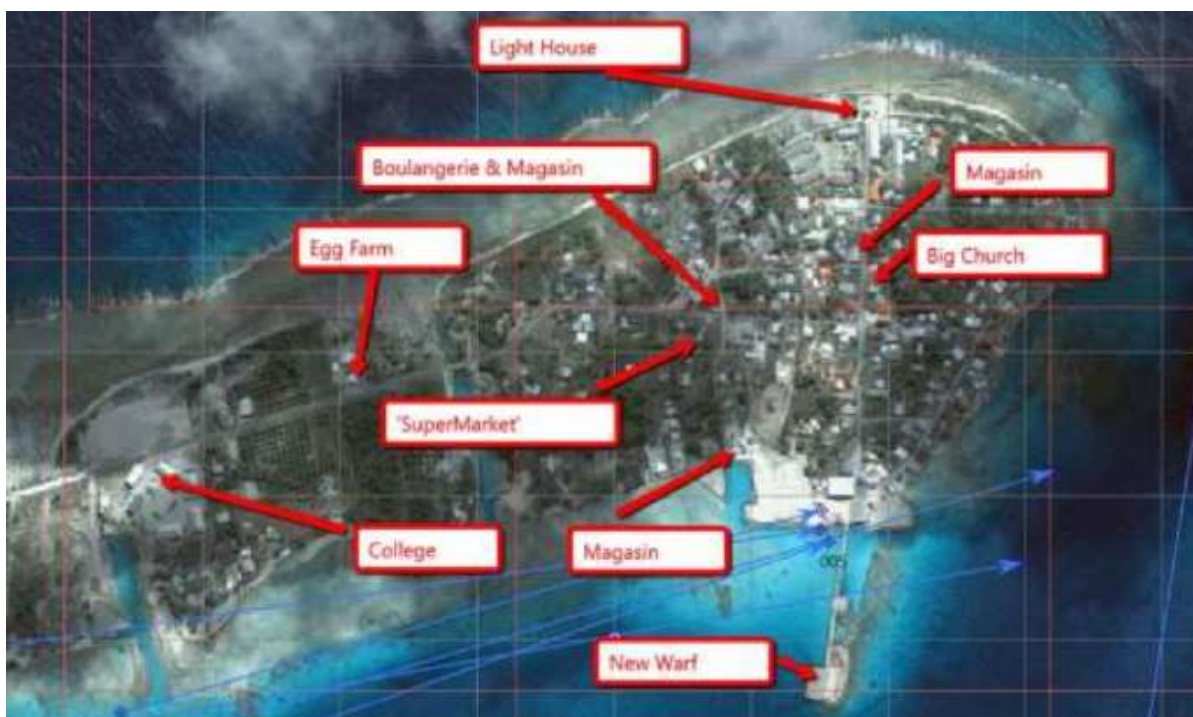 Light House
Boulangerie & Magasin
Magasin
Egg Farm
Big Church
'SuperMarket'
College
Magasin
005
New Warf